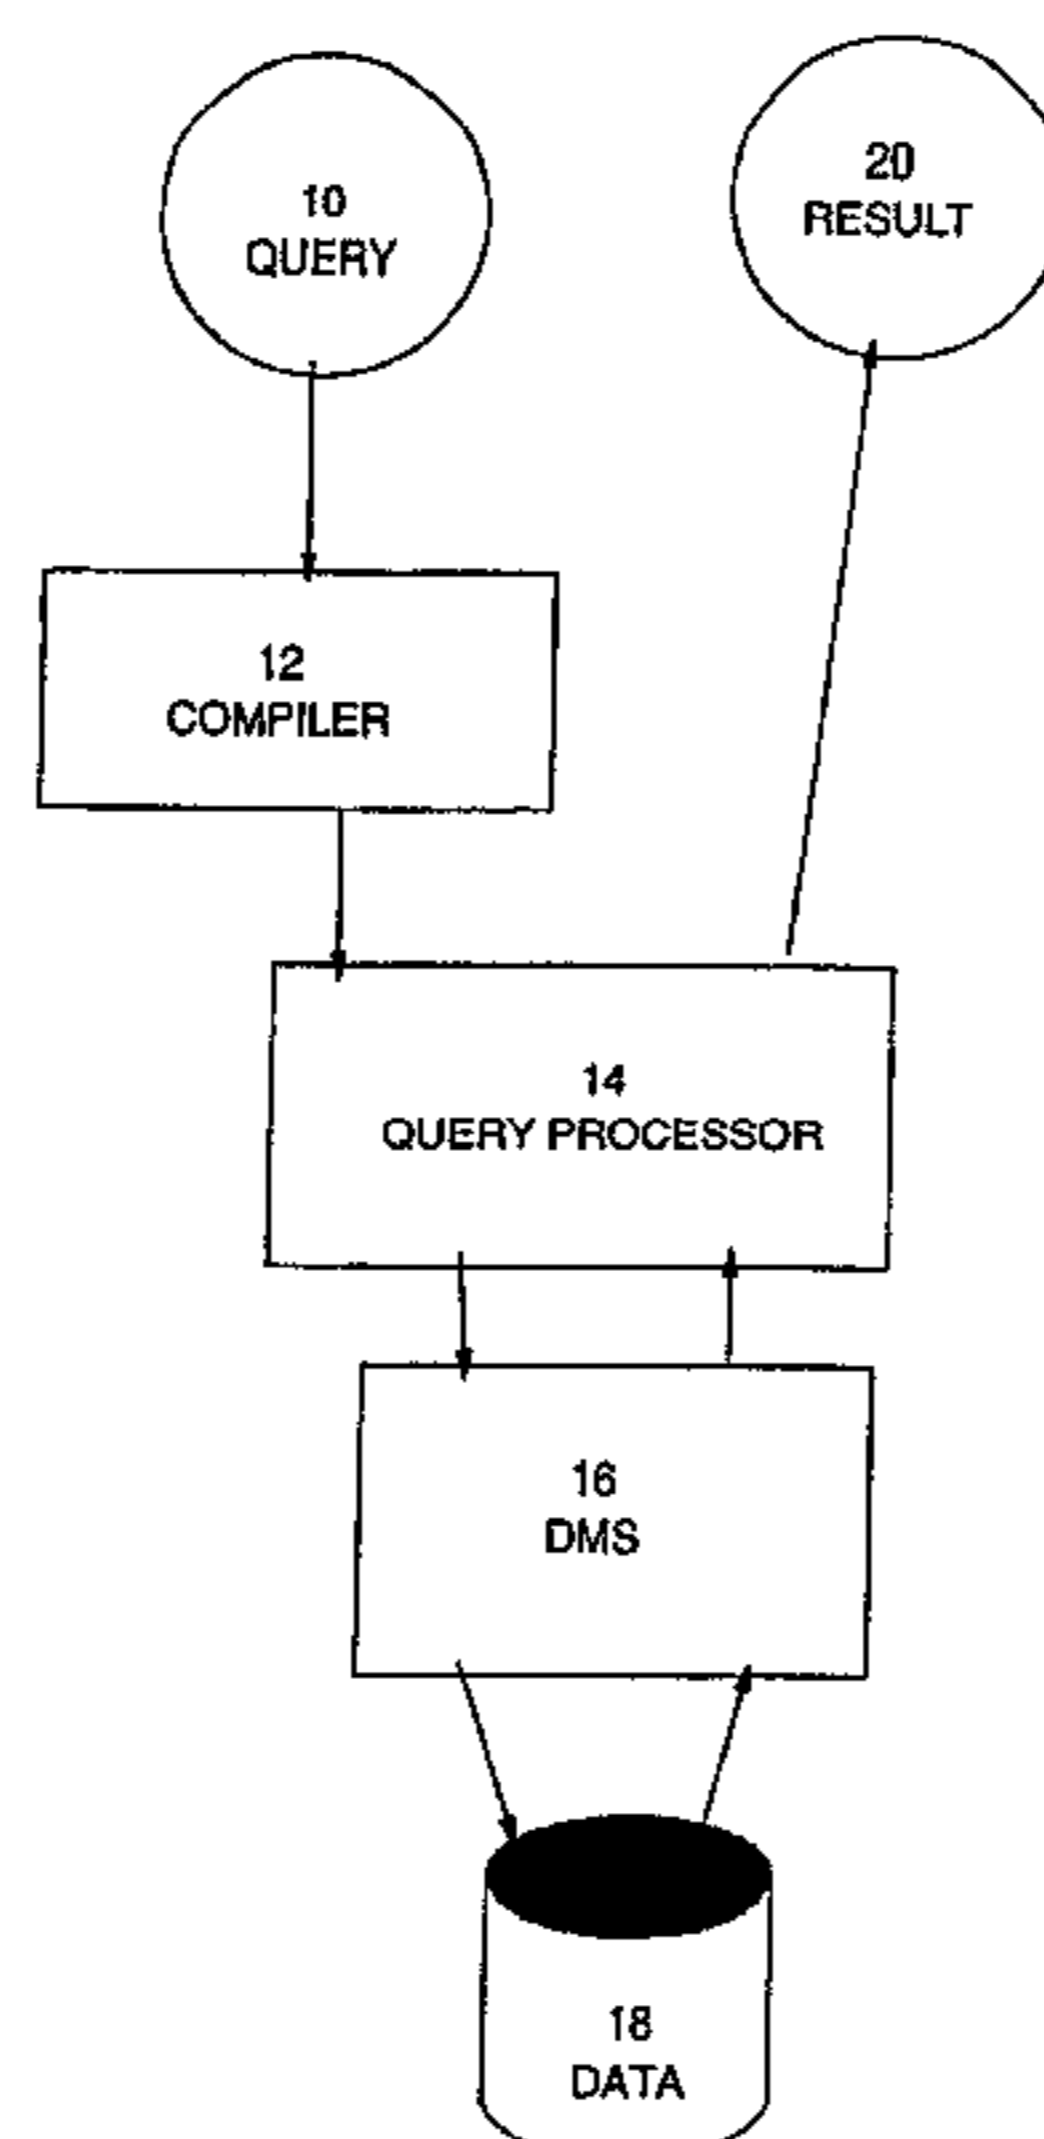 10
QUERY
20
RESULT
12
COMPILER
14
QUERY PROCESSOR
16
DMS
18
DATA